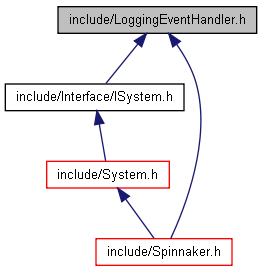 include/LoggingEventHandler.h
include/Interface/ISystem.h
include/System.h
include/Spinnaker.h